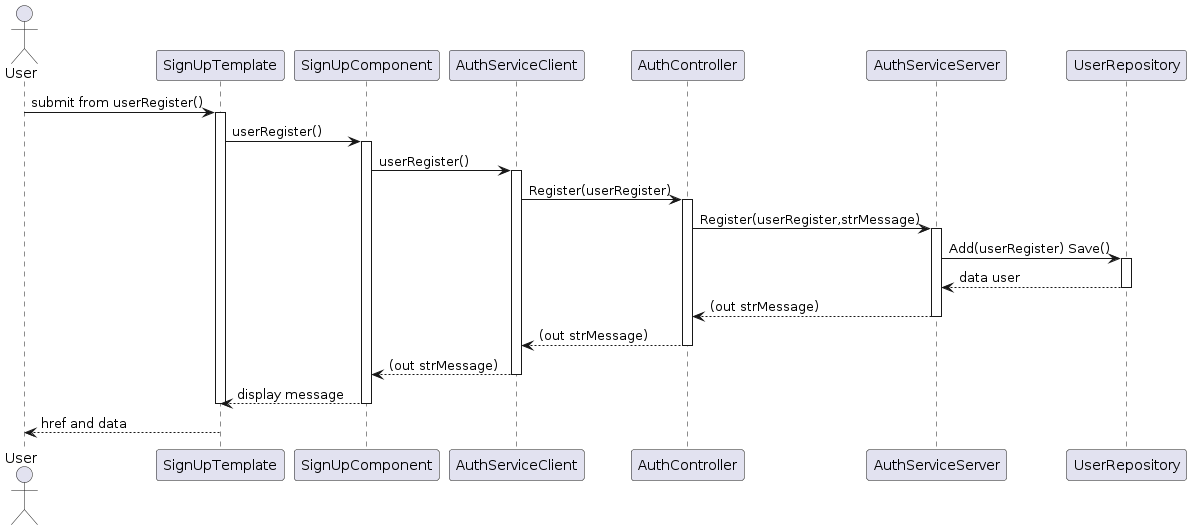 User
SignUpTemplate
SignUpComponent
AuthServiceClient
AuthController
AuthServiceServer
UserRepository
submit from userRegister()
userRegister()
userRegister()
Register(userRegister)
Register(userRegister,strMessage)
Add(userRegister) Save()
data user
(out strMessage)
(out strMessage)
(out strMessage)
display message
href and data
User
SignUpTemplate
SignUpComponent
AuthServiceClient
AuthController
AuthServiceServer
UserRepository